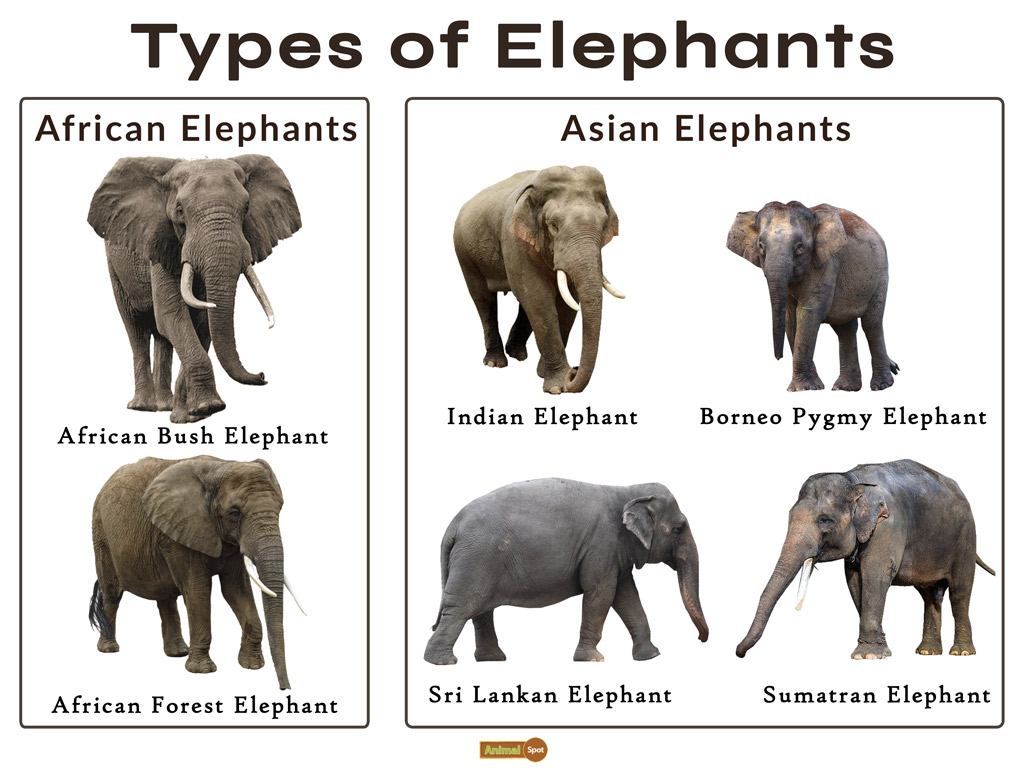 Types of Elephants
African Elephants
African Bush Elephant
African Forest Elephant
Asian Elephants
Indian Elephant
Borneo Pygmy Elephant
Sri Lankan Elephant
Sumatran Elephant
Animal Spot